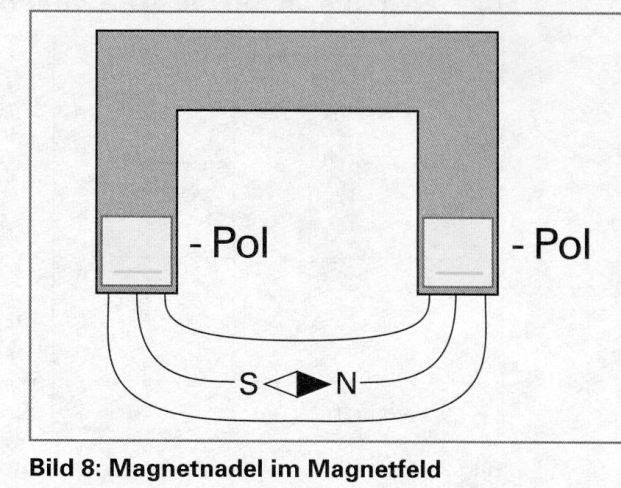 - Pol - Pol
S N
Bild 8: Magnetnadel im Magnetfeld